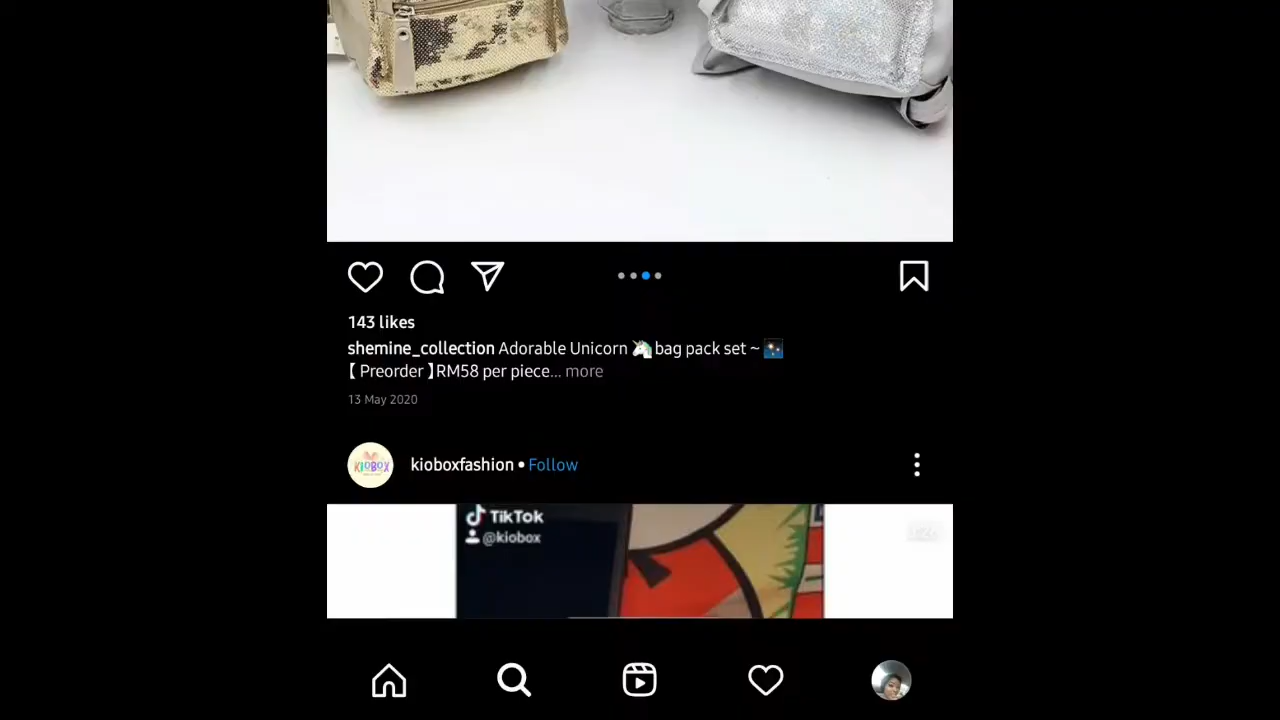 143 likes
shemine_collection Adorable Unicorn 🦄 bag pack set ~ 🎇
【 Preorder 】RM58 per piece... more
13 May 2020
KIOBOX
kioboxfashion • Follow
TikTok
@kiobox